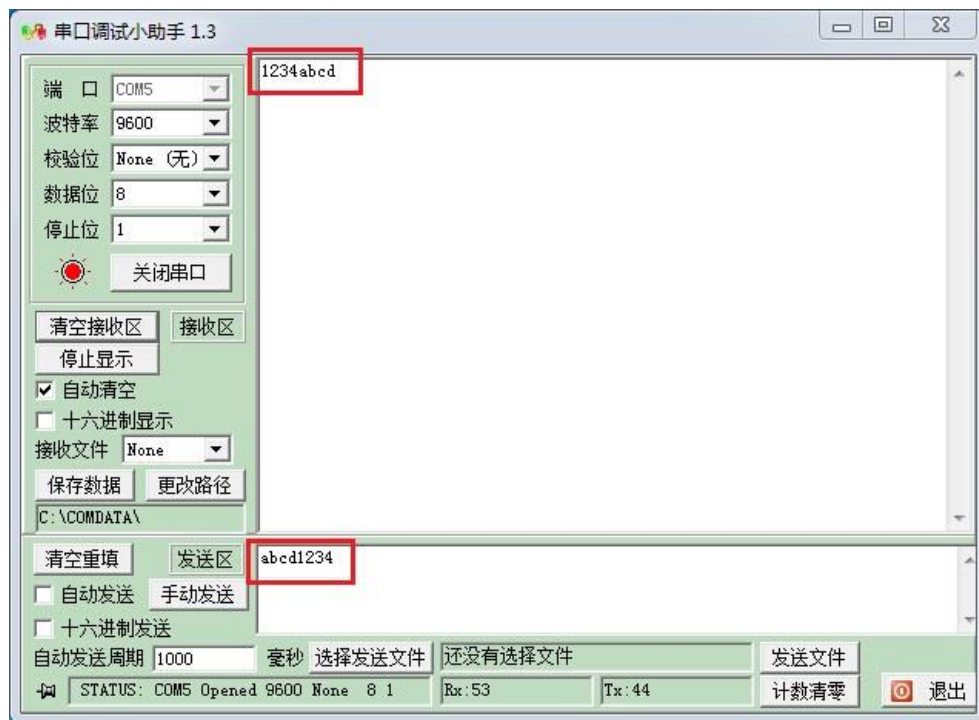 串口调试小助手 1.3
1234abcd
端 口 COM5
波特率 9600
校验位 None (无)
数据位 8
停止位 1
关闭串口
清空接收区 接收区
停止显示
自动清空
十六进制显示
接收文件 None
保存数据 更改路径
C:\COMDATA\
清空重填 发送区 abcd1234
自动发送 手动发送
十六进制发送
自动发送周期 1000 毫秒 选择发送文件 还没有选择文件 发送文件
STATUS: COM5 Opened 9600 None 8 1 Rx:53 Tx:44 计数清零 退出